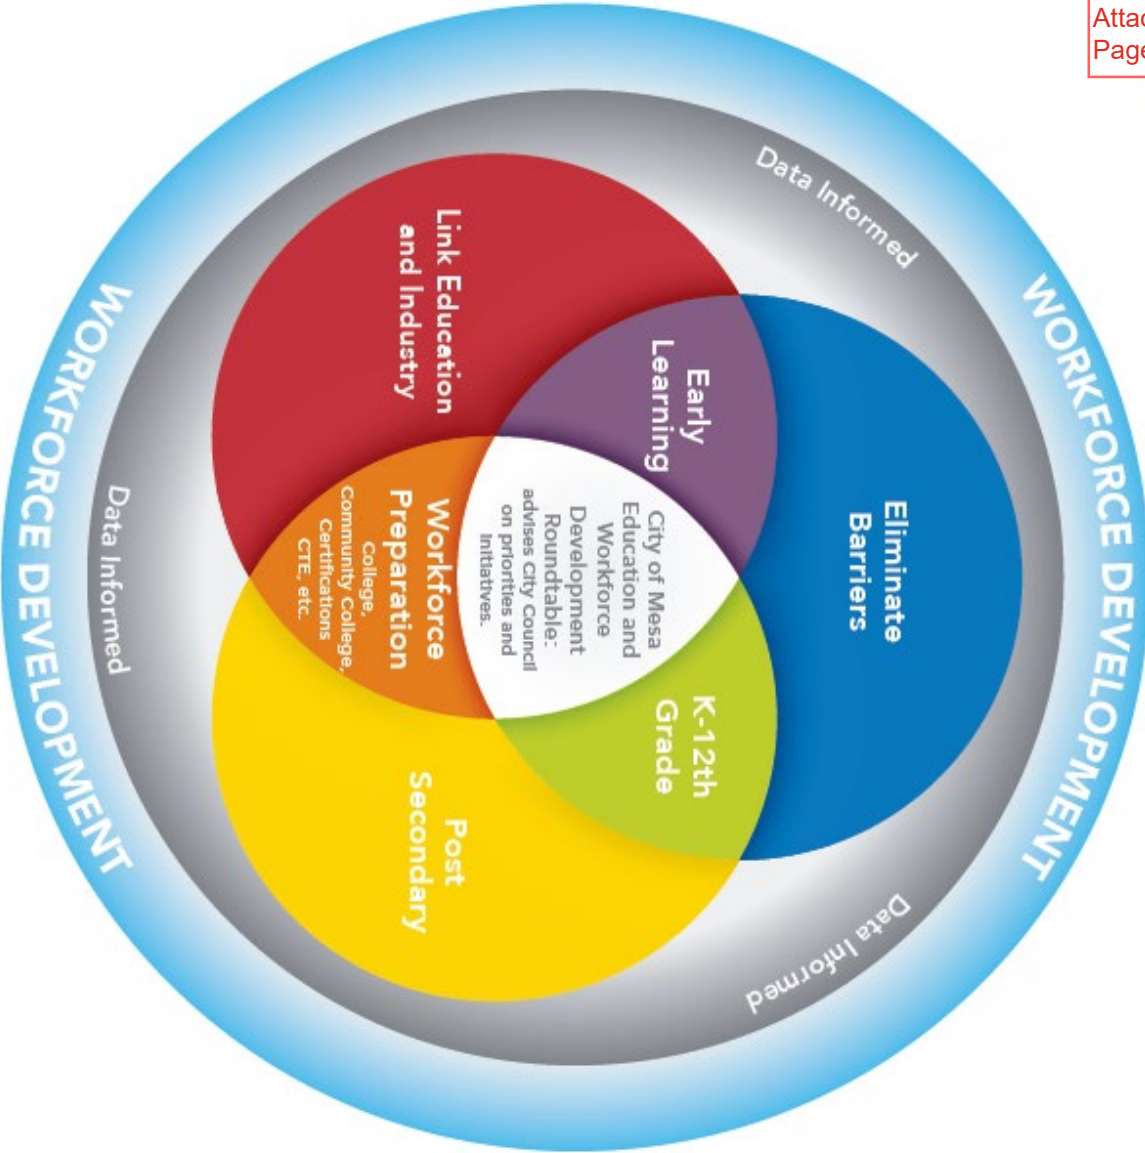 WORKFORCE DEVELOPMENT
Data Informed
Data Informed
Eliminate
Barriers
Early
Learning
K-12th
Grade
City of Mesa
Education and
Workforce
Development
Roundtable:
advises City Council
on priorities and
initiatives.
Link Education
and Industry
Workforce
Preparation
College,
Community College,
Certifications
CTE, etc.
Post
Secondary
Data Informed
WORKFORCE DEVELOPMENT